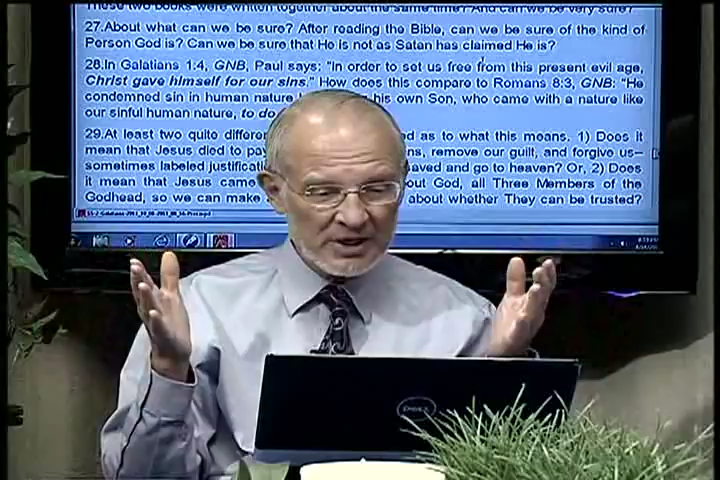 These two books were written together about the same time? And can we be very sure?
27.About what can we be sure? After reading the Bible, can we be sure of the kind of
Person God is? Can we be sure that He is not as Satan has claimed He is?
28.In Galatians 1:4, GNB, Paul says: "In order to set us free from this present evil age,
Christ gave himself for our sins." How does this compare to Romans 8:3, GNB: "He
condemned sin in human nature his own Son, who came with a nature like
our sinful human nature, to do
29.At least two quite differen ed as to what this means. 1) Does it
mean that Jesus died to pay ns, remove our guilt, and forgive us–
sometimes labeled justificati aved and go to heaven? Or, 2) Does
it mean that Jesus came out God, all Three Members of the
Godhead, so we can make about whether They can be trusted?
DELL